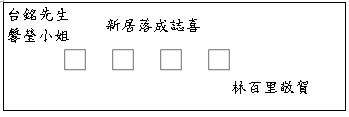 台銘先生
馨瑩小姐
新居落成誌喜
□ □ □ □
林百里敬賀